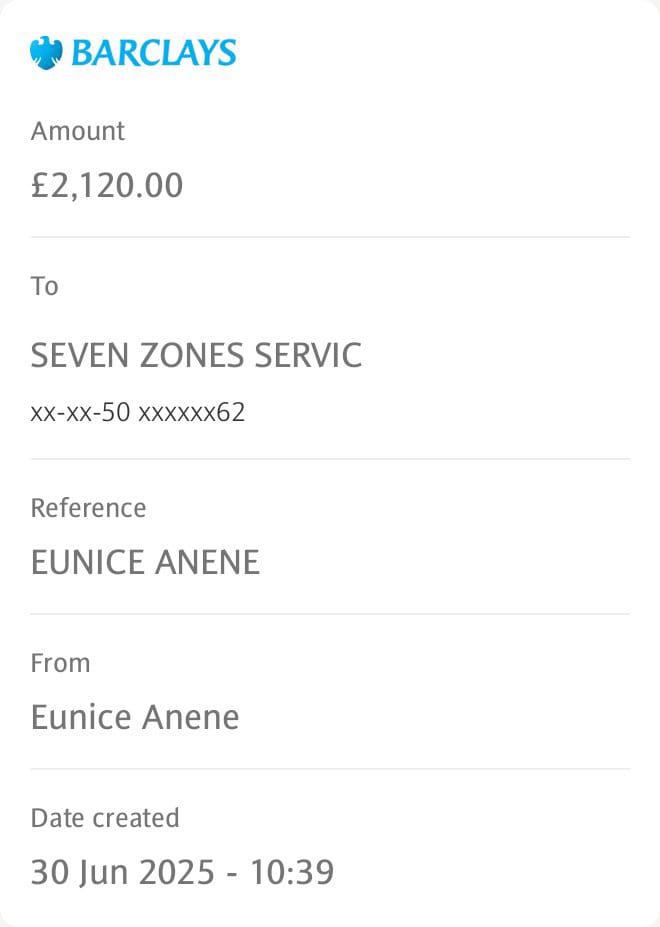 BARCLAYS
Amount
£2,120.00
To
SEVEN ZONES SERVIC
xx-xx-50 xxxxxx62
Reference
EUNICE ANENE
From
Eunice Anene
Date created
30 Jun 2025 - 10:39